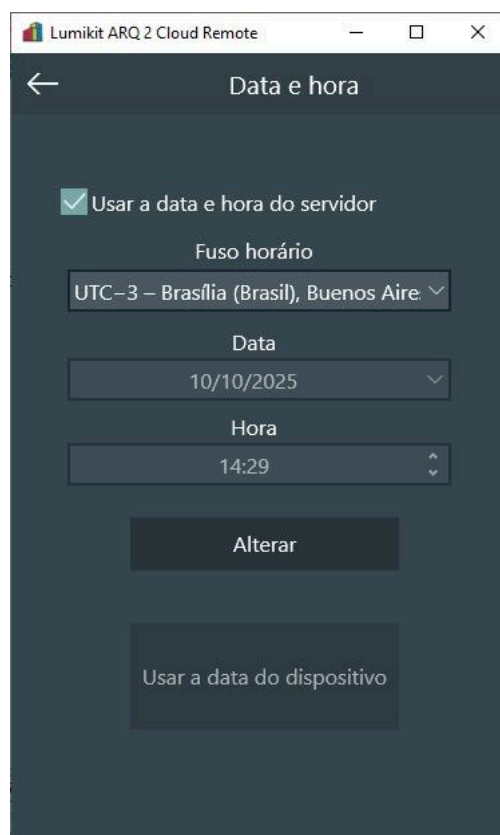 Lumikit ARQ 2 Cloud Remote
Data e hora
Usar a data e hora do servidor
Fuso horário
UTC−3 – Brasília (Brasil), Buenos Aire
Data
10/10/2025
Hora
14:29
Alterar
Usar a data do dispositivo